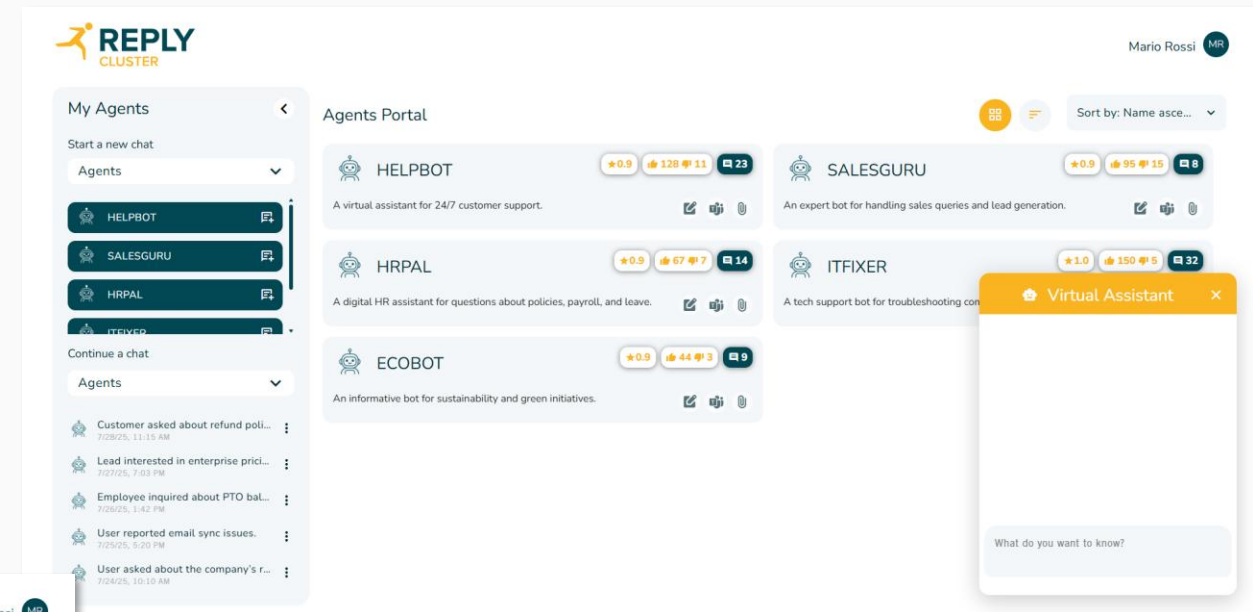 REPLY
CLUSTER
Mario Rossi MR
My Agents
Start a new chat
Agents
HELPBOT
SALESGURU
HRPAL
ITFIXER
Continue a chat
Agents
Customer asked about refund poli...
7/28/25, 11:15 AM
Lead interested in enterprise prici...
7/27/25, 7:03 PM
Employee inquired about PTO bal...
7/26/25, 1:42 PM
User reported email sync issues.
7/25/25, 5:20 PM
User asked about the company's r...
7/24/25, 10:10 AM
Agents Portal
Sort by: Name asce...
HELPBOT
0.9 128 11 23
A virtual assistant for 24/7 customer support.
SALESGURU
0.9 95 15 8
An expert bot for handling sales queries and lead generation.
HRPAL
0.9 67 7 14
A digital HR assistant for questions about policies, payroll, and leave.
ITFIXER
1.0 150 5 32
A tech support bot for troubleshooting con
ECOBOT
0.9 44 3 9
An informative bot for sustainability and green initiatives.
Virtual Assistant
What do you want to know?
MR